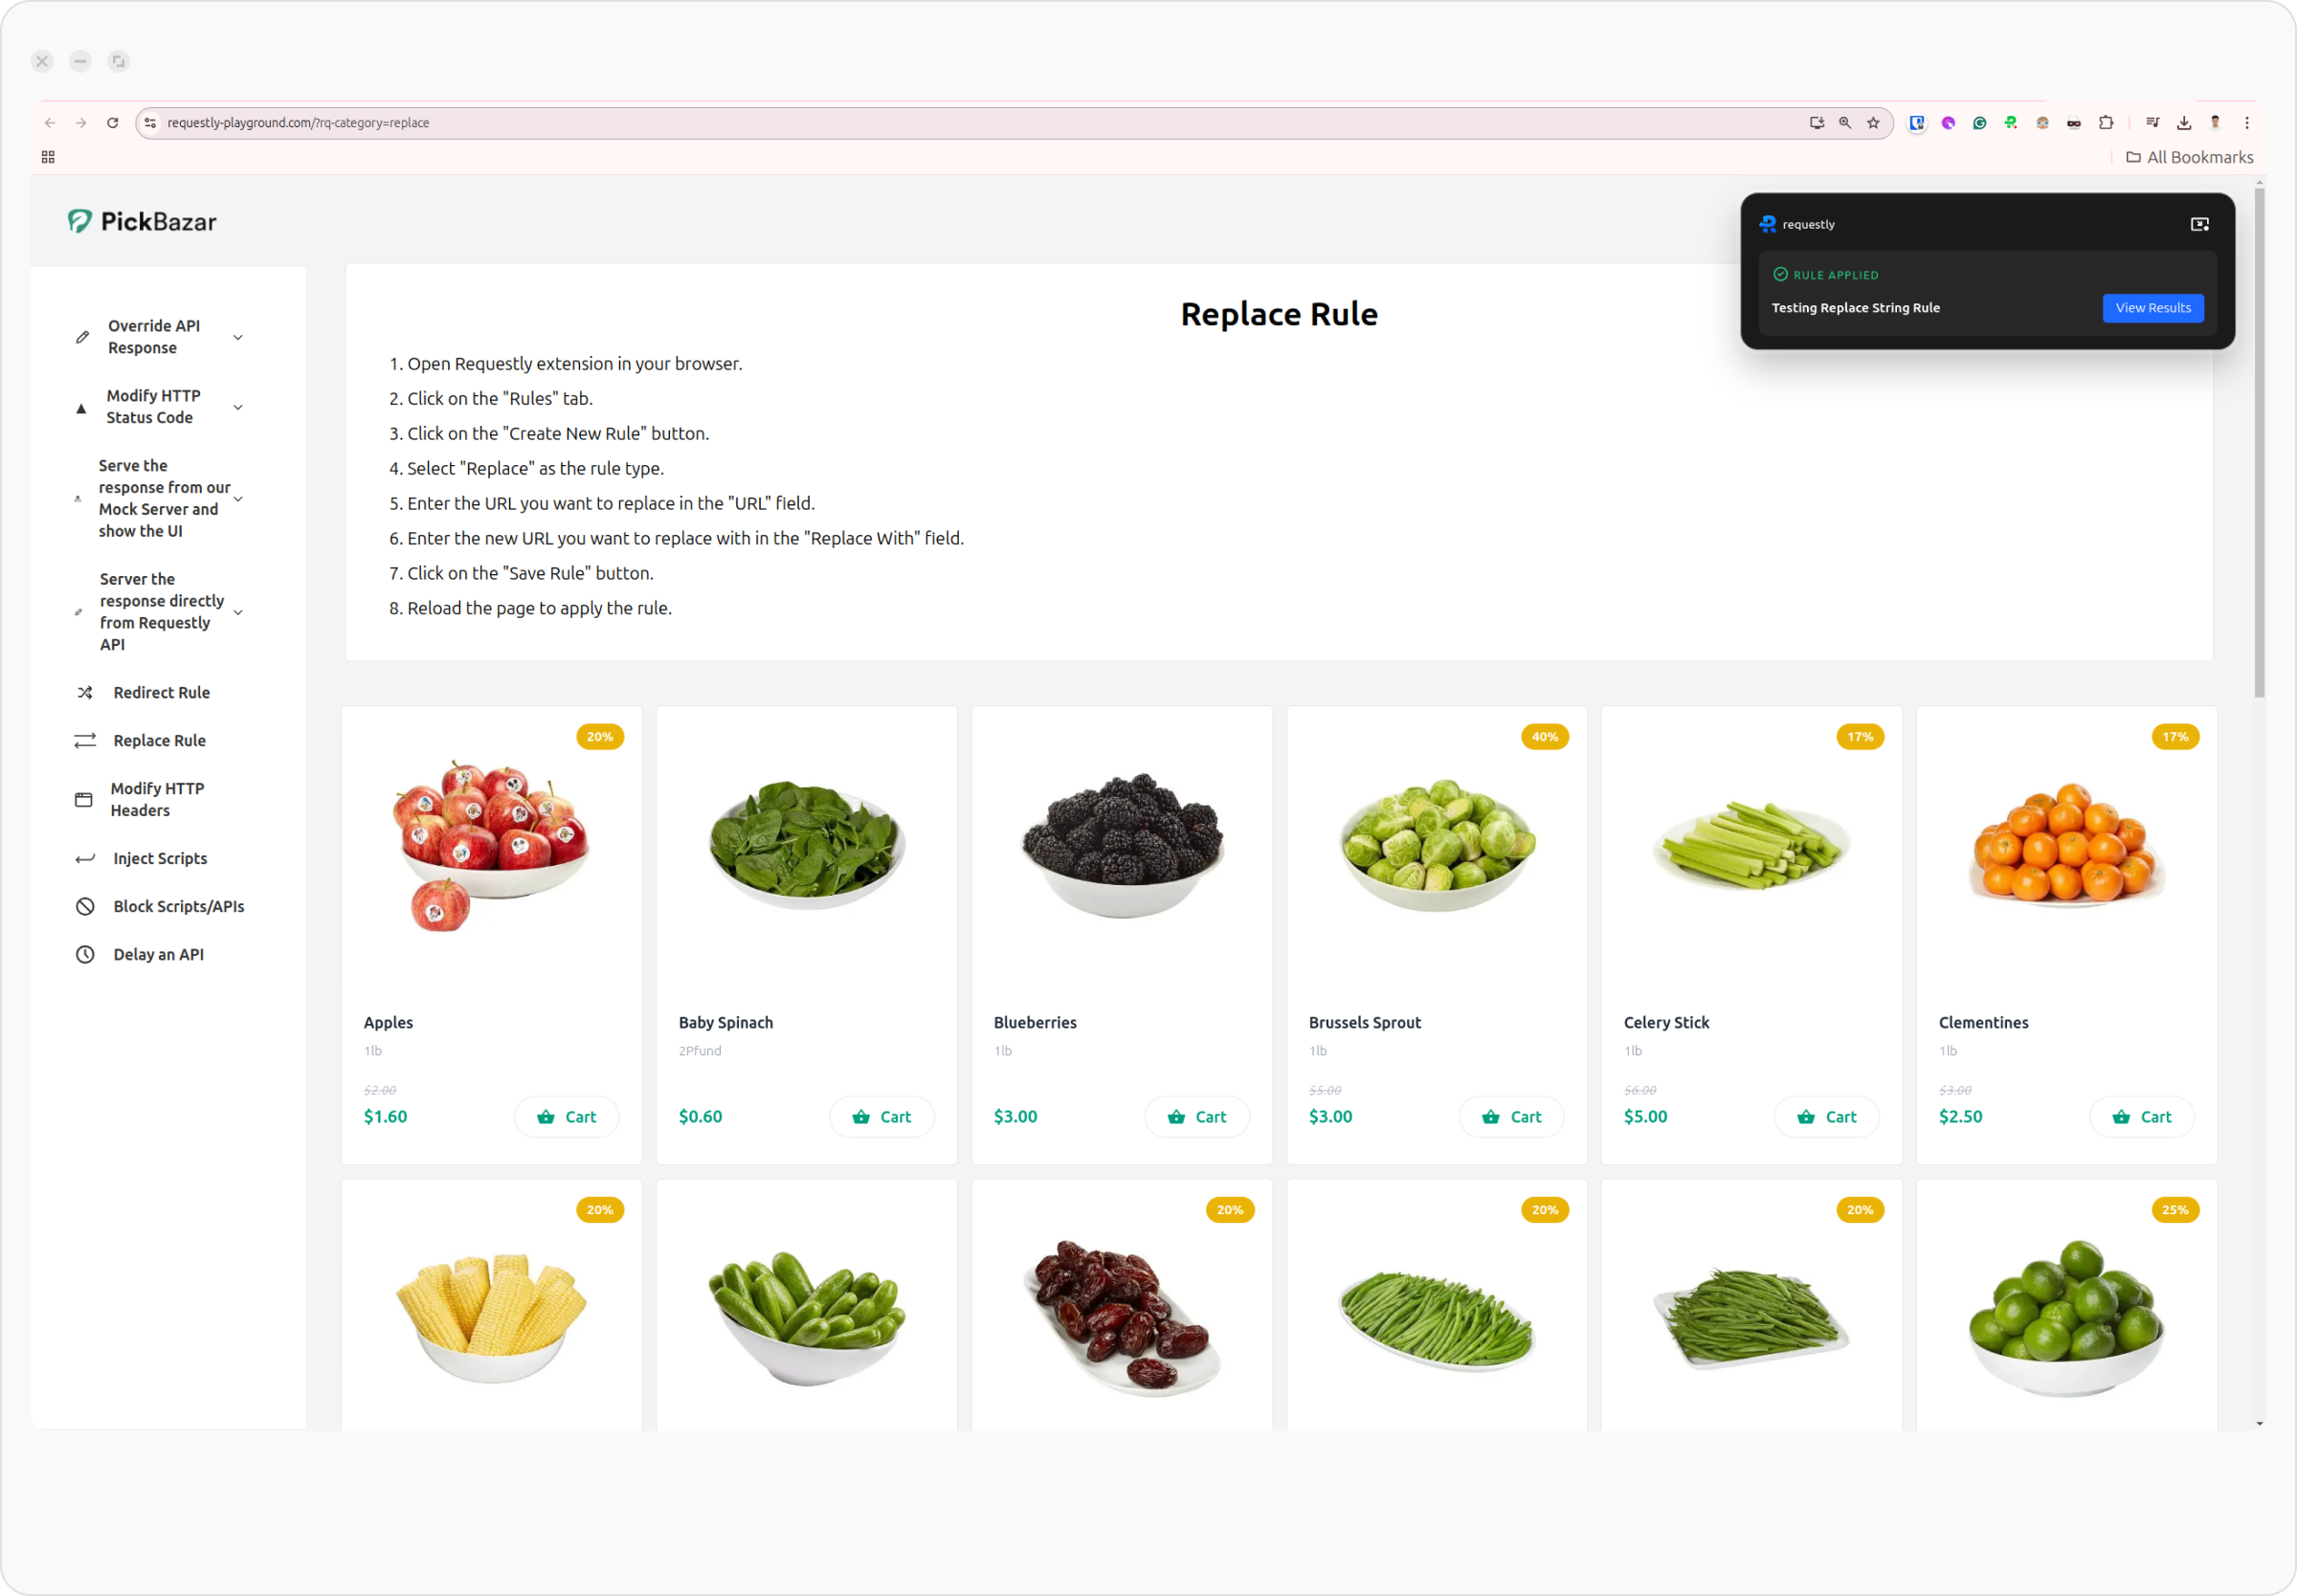 requestly-playground.com/?rq-category=replace
All Bookmarks
PickBazar
requestly
RULE APPLIED
Testing Replace String Rule
View Results
Override API
Response
Modify HTTP
Status Code
Serve the
response from our
Mock Server and
show the UI
Server the
response directly
from Requestly
API
Redirect Rule
Replace Rule
Modify HTTP
Headers
Inject Scripts
Block Scripts/APIs
Delay an API
Replace Rule
1. Open Requestly extension in your browser.
2. Click on the "Rules" tab.
3. Click on the "Create New Rule" button.
4. Select "Replace" as the rule type.
5. Enter the URL you want to replace in the "URL" field.
6. Enter the new URL you want to replace with in the "Replace With" field.
7. Click on the "Save Rule" button.
8. Reload the page to apply the rule.
20%
Apples
1lb
$2.00
$1.60
Cart
Baby Spinach
2Pfund
$0.60
Cart
Blueberries
1lb
$3.00
Cart
40%
Brussels Sprout
1lb
$5.00
$3.00
Cart
17%
Celery Stick
1lb
$6.00
$5.00
Cart
17%
Clementines
1lb
$3.00
$2.50
Cart
20%
20%
20%
20%
25%